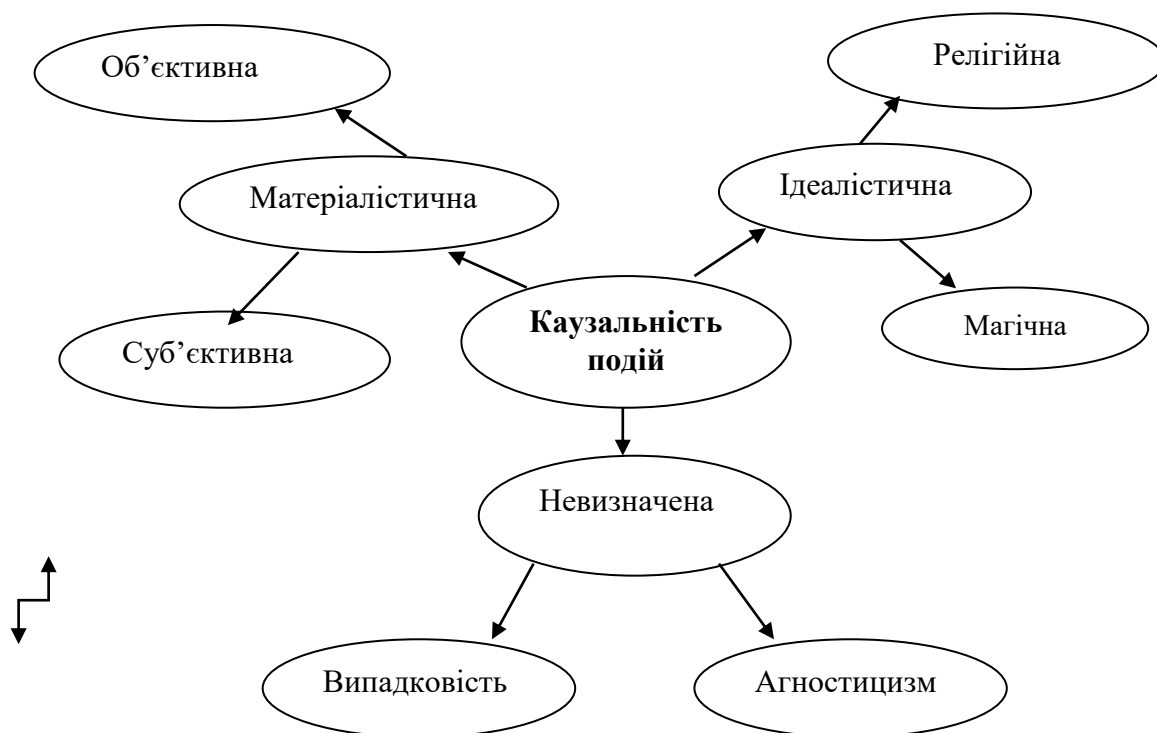 Об’єктивна
Релігійна
Матеріалістична
Ідеалістична
Каузальність
подій
Магічна
Суб’єктивна
Невизначена
Випадковість
Агностицизм